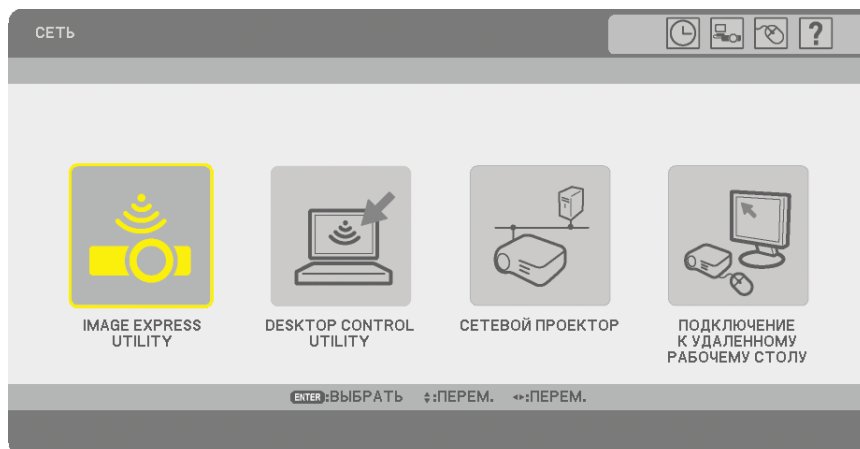 СЕТЬ
?
IMAGE EXPRESS
UTILITY
DESKTOP CONTROL
UTILITY
СЕТЕВОЙ ПРОЕКТОР
ПОДКЛЮЧЕНИЕ
К УДАЛЕННОМУ
РАБОЧЕМУ СТОЛУ
ENTER:ВЫБРАТЬ :ПЕРЕМ. :ПЕРЕМ.